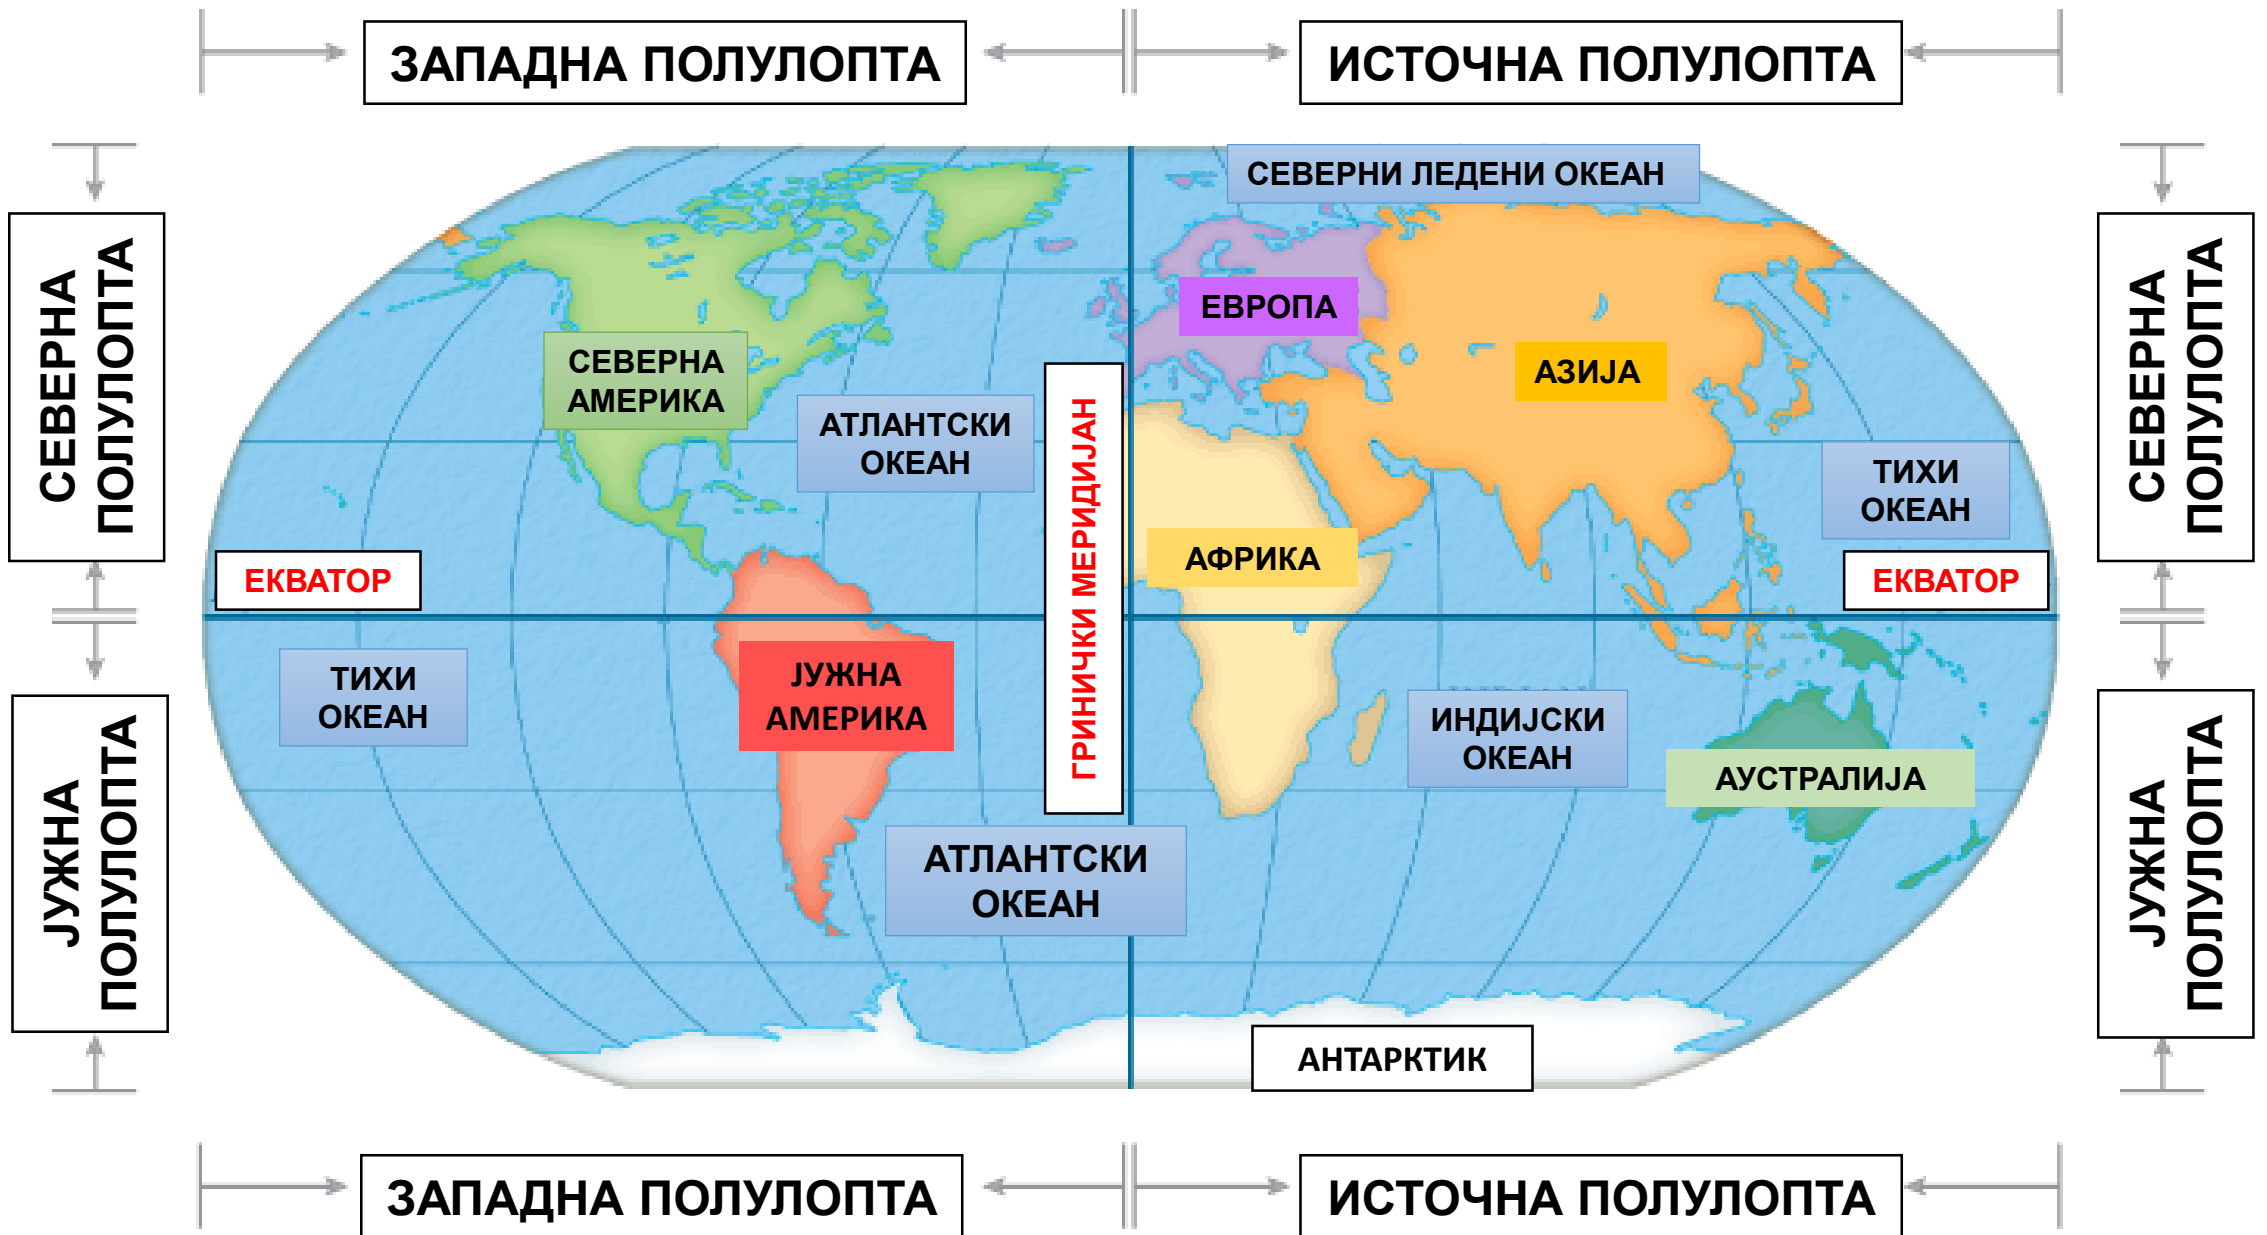 ЗАПАДНА ПОЛУЛОПТА
ИСТОЧНА ПОЛУЛОПТА
СЕВЕРНИ ЛЕДЕНИ ОКЕАН
СЕВЕРНА
ПОЛУЛОПТА
СЕВЕРНА
ПОЛУЛОПТА
ЕВРОПА
СЕВЕРНА
АМЕРИКА
АЗИЈА
АТЛАНТСКИ
ОКЕАН
ГРИНИЧКИ МЕРИДИЈАН
ТИХИ
ОКЕАН
АФРИКА
ЕКВАТОР
ЕКВАТОР
ТИХИ
ОКЕАН
ЈУЖНА
АМЕРИКА
ИНДИЈСКИ
ОКЕАН
АУСТРАЛИЈА
ЈУЖНА
ПОЛУЛОПТА
ЈУЖНА
ПОЛУЛОПТА
АТЛАНТСКИ
ОКЕАН
АНТАРКТИК
ЗАПАДНА ПОЛУЛОПТА
ИСТОЧНА ПОЛУЛОПТА